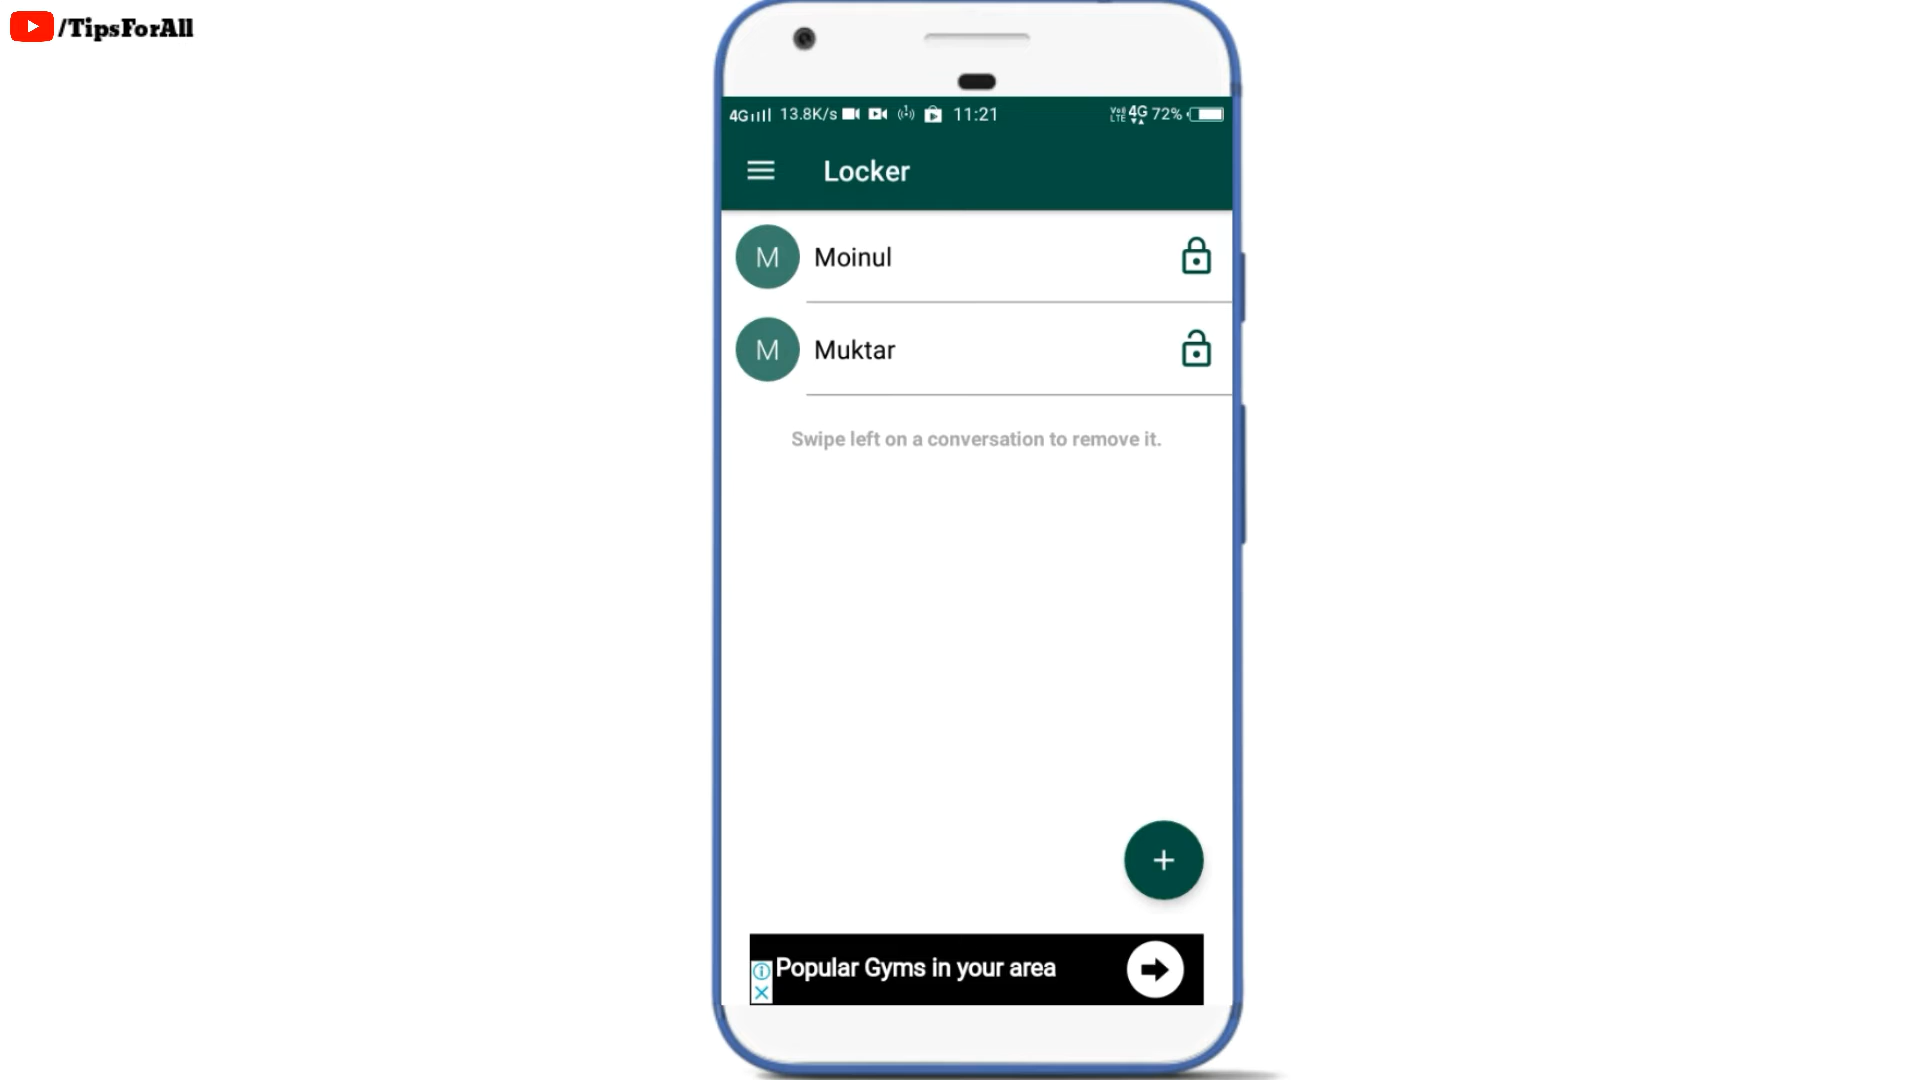 /TipsForAll
4G 13.8K/s 11:21 VoLTE 4G 72%
Locker
M Moinul
M Muktar
Swipe left on a conversation to remove it.
+
Popular Gyms in your area